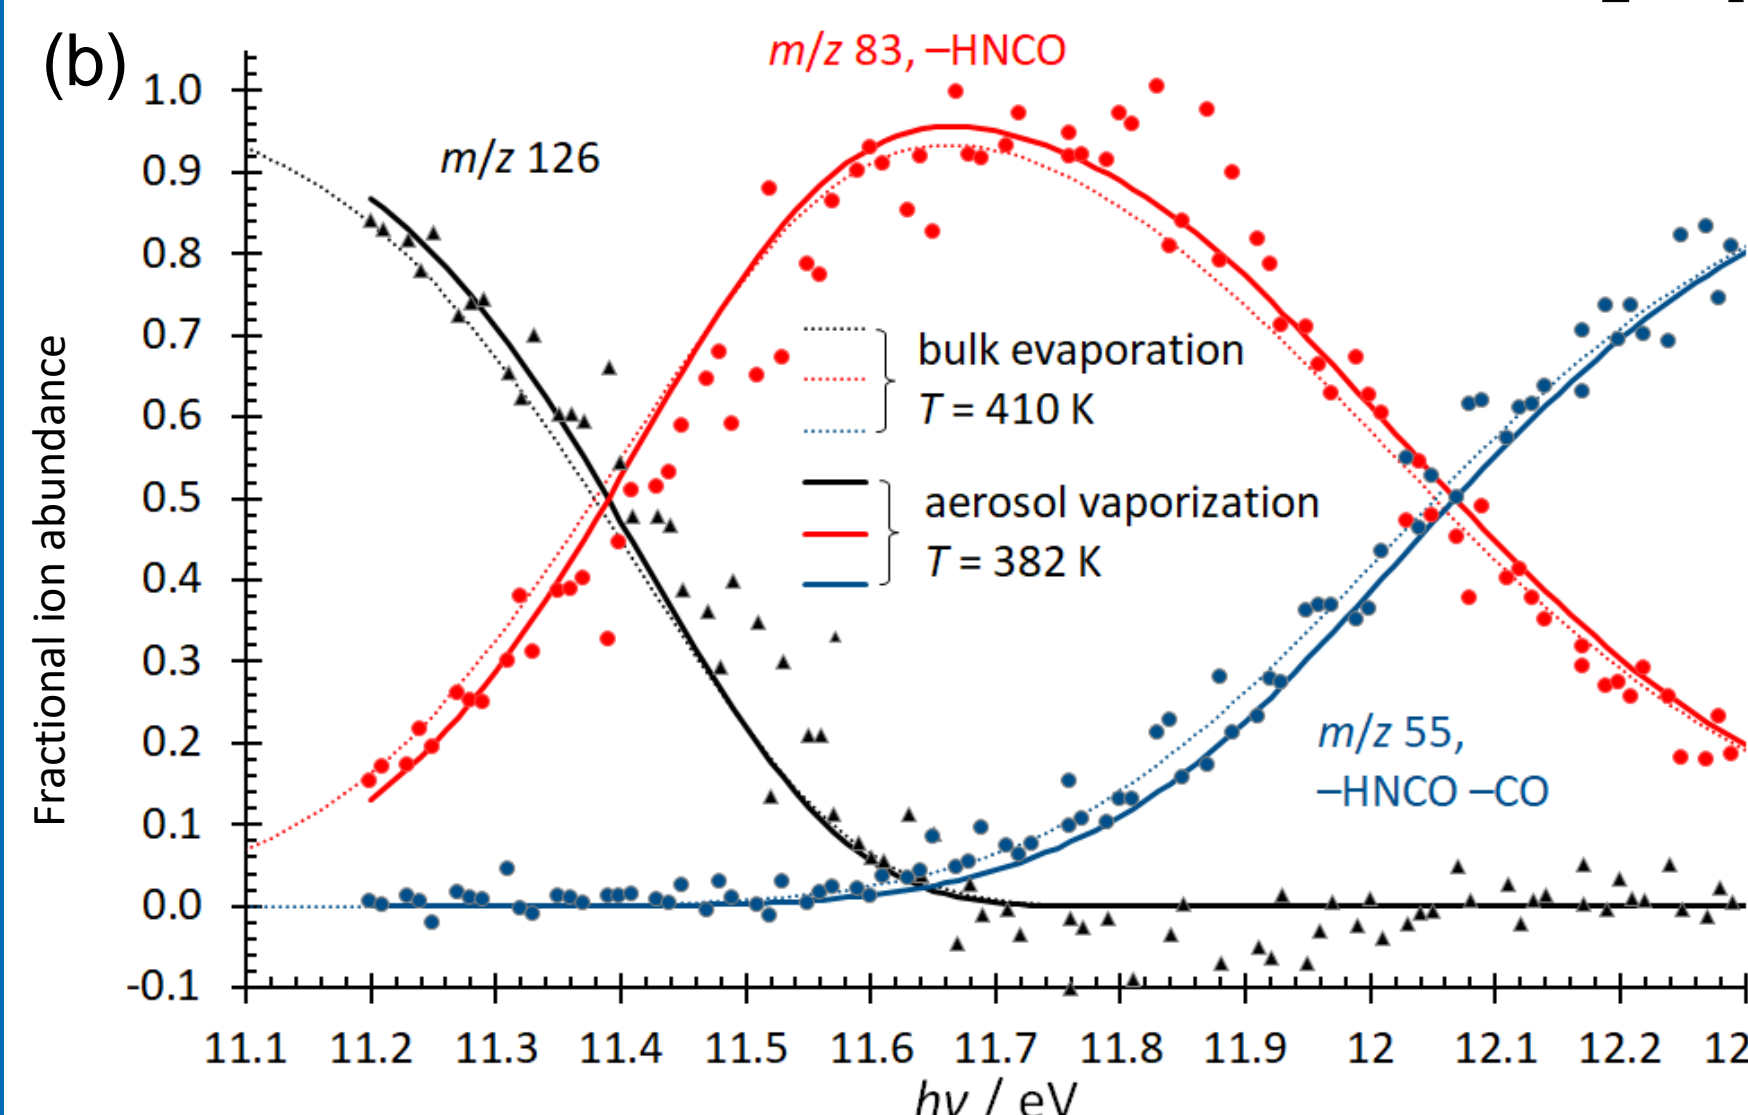 (b)
m/z 83, –HNCO
m/z 126
1.0
0.9
0.8
0.7
0.6
0.5
0.4
0.3
0.2
0.1
0.0
-0.1
Fractional ion abundance
bulk evaporation
T = 410 K
aerosol vaporization
T = 382 K
m/z 55,
–HNCO –CO
11.1 11.2 11.3 11.4 11.5 11.6 11.7 11.8 11.9 12 12.1 12.2 12
hν / eV